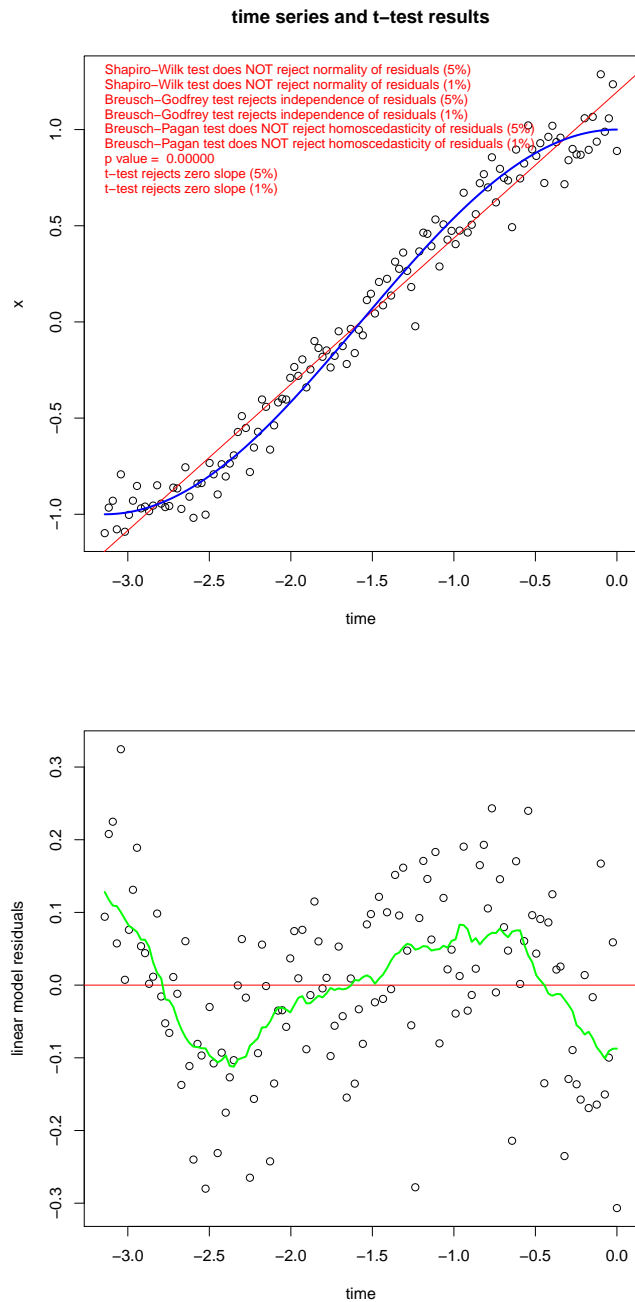 time series and t−test results
Shapiro−Wilk test does NOT reject normality of residuals (5%)
Shapiro−Wilk test does NOT reject normality of residuals (1%)
Breusch−Godfrey test rejects independence of residuals (5%)
Breusch−Godfrey test rejects independence of residuals (1%)
Breusch−Pagan test does NOT reject homoscedasticity of residuals (5%)
Breusch−Pagan test does NOT reject homoscedasticity of residuals (1%)
p value = 0.00000
t−test rejects zero slope (5%)
t−test rejects zero slope (1%)
1.0
0.5
0.0
−0.5
−1.0
x
−3.0 −2.5 −2.0 −1.5 −1.0 −0.5 0.0
time
0.3
0.2
0.1
0.0
−0.1
−0.2
−0.3
linear model residuals
−3.0 −2.5 −2.0 −1.5 −1.0 −0.5 0.0
time